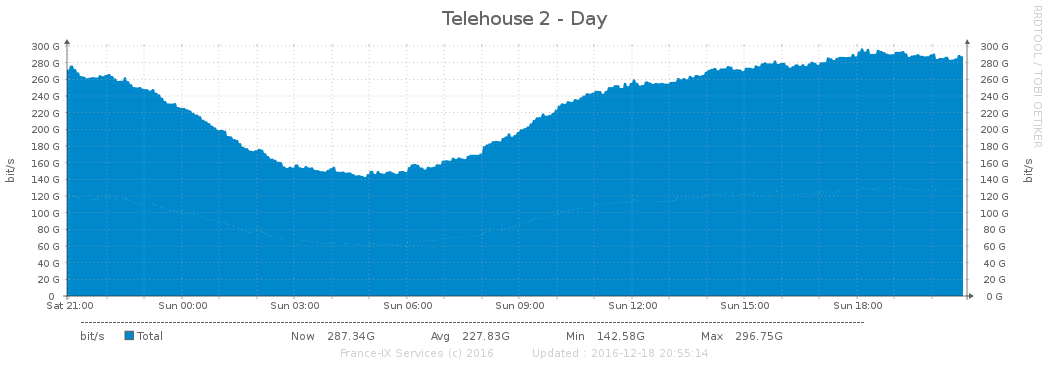 Telehouse 2 - Day
RRDTOOL / TOBI OETIKER
bit/s
300 G 300 G
280 G 280 G
260 G 260 G
240 G 240 G
220 G 220 G
200 G 200 G
180 G 180 G
160 G 160 G
140 G 140 G
120 G 120 G
100 G 100 G
80 G 80 G
60 G 60 G
40 G 40 G
20 G 20 G
0 0 G
bit/s
Sat 21:00 Sun 00:00 Sun 03:00 Sun 06:00 Sun 09:00 Sun 12:00 Sun 15:00 Sun 18:00
bit/s Total Now 287.34G Avg 227.83G Min 142.58G Max 296.75G
France-IX Services (c) 2016 Updated : 2016-12-18 20:55:14